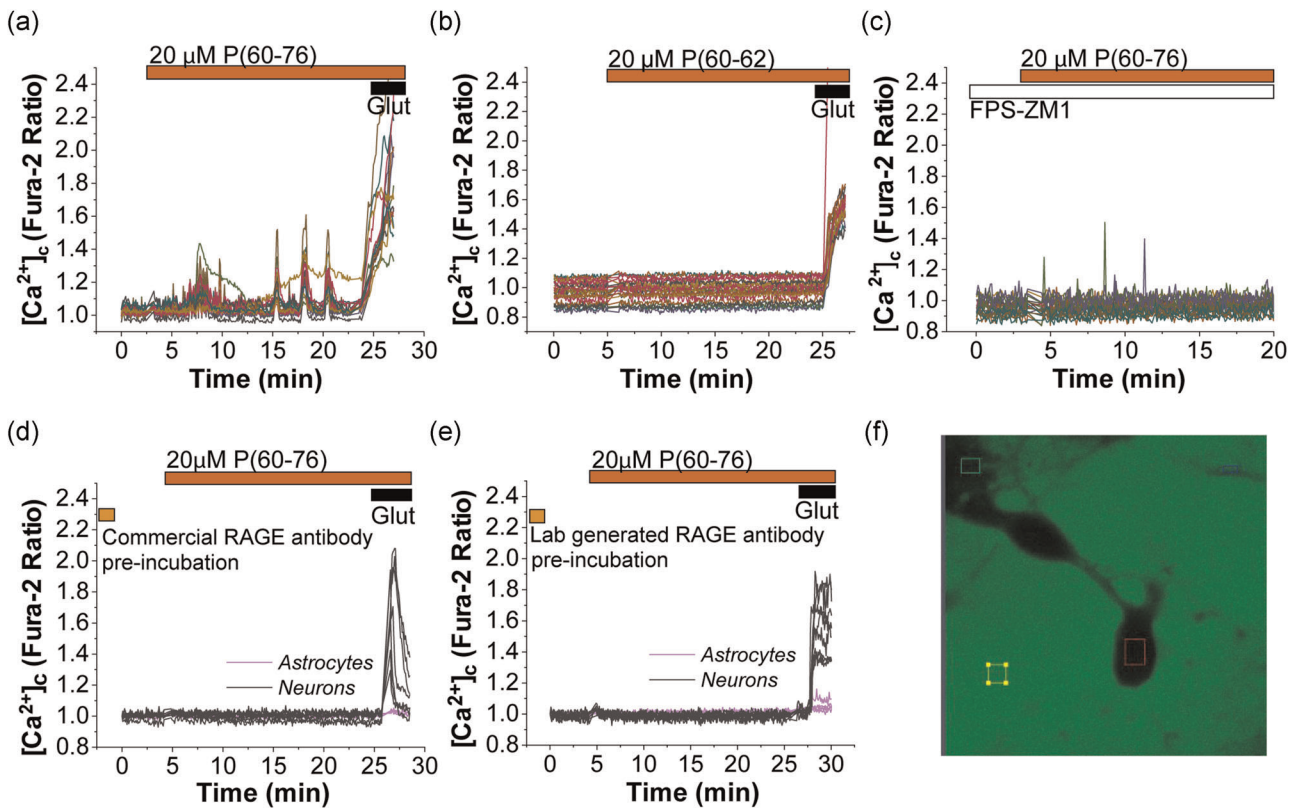 (a)
20 µM P(60-76)
Glut
[Ca²⁺]c (Fura-2 Ratio)
2.4
2.2
2.0
1.8
1.6
1.4
1.2
1.0
0 5 10 15 20 25 30
Time (min)
(b)
20 µM P(60-62)
Glut
[Ca²⁺]c (Fura-2 Ratio)
2.4
2.2
2.0
1.8
1.6
1.4
1.2
1.0
0.8
0 5 10 15 20 25
Time (min)
(c)
20 µM P(60-76)
FPS-ZM1
[Ca²⁺]c (Fura-2 Ratio)
2.4
2.2
2.0
1.8
1.6
1.4
1.2
1.0
0.8
0 5 10 15 20
Time (min)
(d)
20µM P(60-76)
Glut
Commercial RAGE antibody
pre-incubation
Astrocytes
Neurons
[Ca²⁺]c (Fura-2 Ratio)
2.4
2.2
2.0
1.8
1.6
1.4
1.2
1.0
0.8
0 5 10 15 20 25 30
Time (min)
(e)
20µM P(60-76)
Glut
Lab generated RAGE antibody
pre-incubation
Astrocytes
Neurons
[Ca²⁺]c (Fura-2 Ratio)
2.4
2.2
2.0
1.8
1.6
1.4
1.2
1.0
0.8
0 5 10 15 20 25 30
Time (min)
(f)